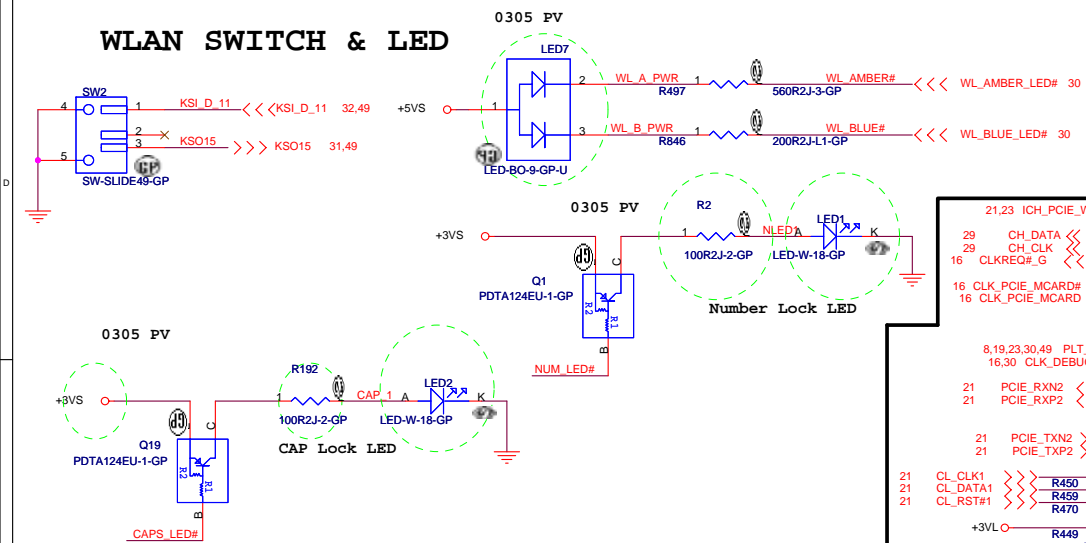 0305 PV
WLAN SWITCH & LED
LED7
SW2
4 1 KSI_D_11 KSI_D_11 32,49
2
3 KSO15 KSO15 31,49
5
SW-SLIDE49-GP
+5VS 1
2 WL_A_PWR 1 R497 560R2J-3-GP WL_AMBER# WL_AMBER_LED# 30
3 WL_B_PWR 1 R846 200R2J-L1-GP WL_BLUE# WL_BLUE_LED# 30
LED-BO-9-GP-U
GP
D
0305 PV
+3VS
R2
1
100R2J-2-GP
NLED1
A LED1 K
LED-W-18-GP
Number Lock LED
GP
C
Q1
PDTA124EU-1-GP
R2
R1
B
NUM_LED#
0305 PV
+3VS
R192
1
100R2J-2-GP
CAP_1
A LED2 K
LED-W-18-GP
CAP Lock LED
GP
C
Q19
PDTA124EU-1-GP
R2
R1
B
CAPS_LED#
21,23 ICH_PCIE_W
29 CH_DATA
29 CH_CLK
16 CLKREQ#_G
16 CLK_PCIE_MCARD#
16 CLK_PCIE_MCARD
8,19,23,30,49 PLT_
16,30 CLK_DEBU
21 PCIE_RXN2
21 PCIE_RXP2
21 PCIE_TXN2
21 PCIE_TXP2
21 CL_CLK1 R450
21 CL_DATA1 R459
21 CL_RST#1 R470
+3VL R449